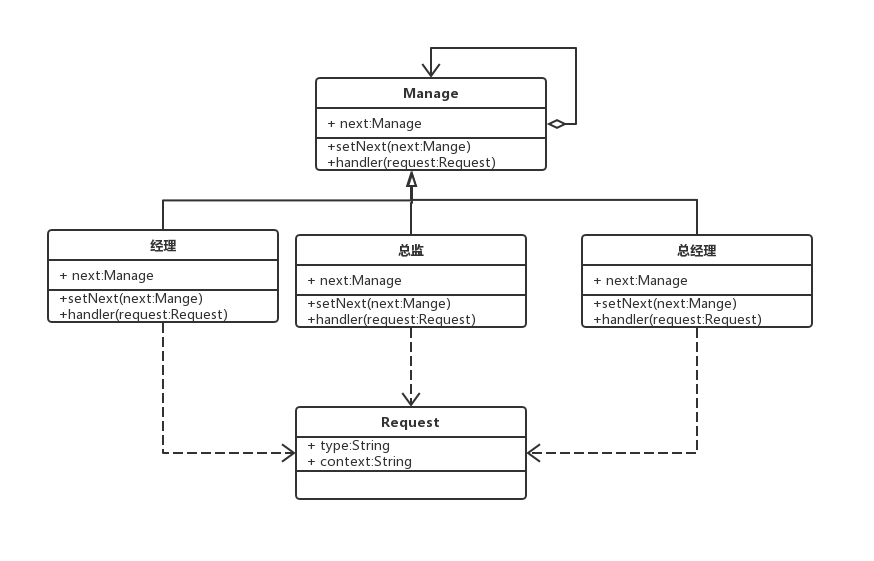 Manage
+ next:Manage
+setNext(next:Mange)
+handler(request:Request)
经理
+ next:Manage
+setNext(next:Mange)
+handler(request:Request)
总监
+ next:Manage
+setNext(next:Mange)
+handler(request:Request)
总经理
+ next:Manage
+setNext(next:Mange)
+handler(request:Request)
Request
+ type:String
+ context:String